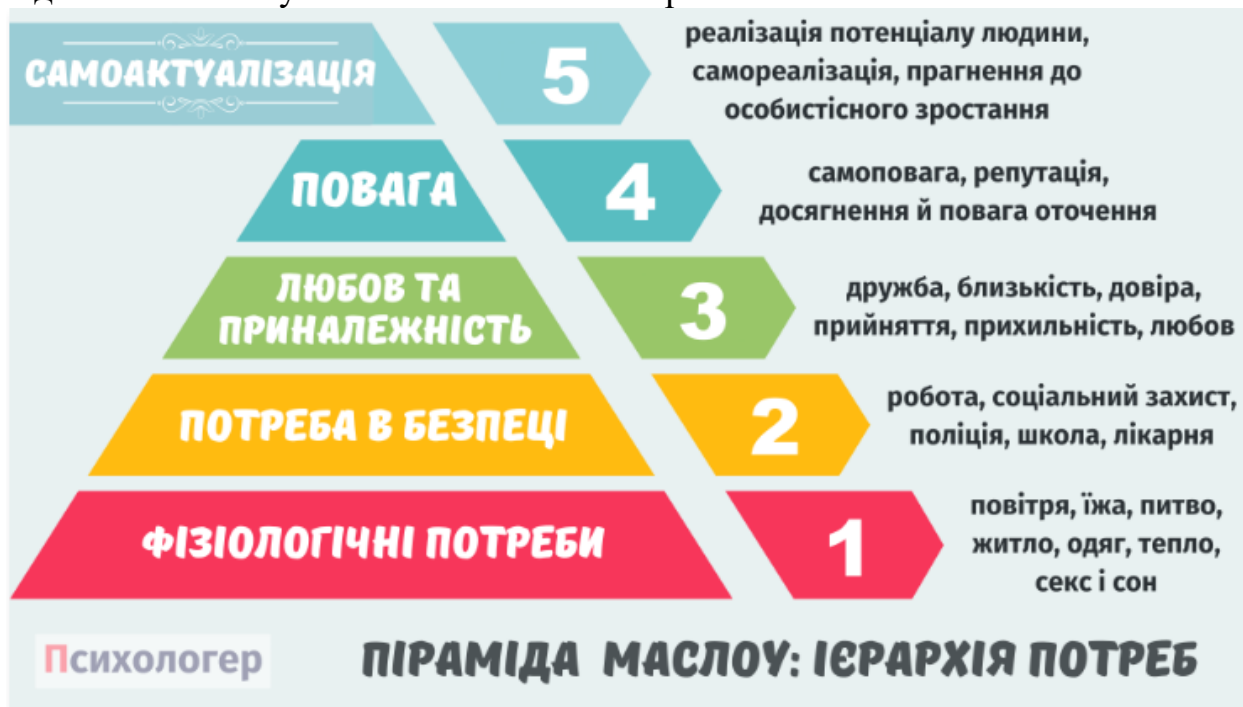 САМОАКТУАЛІЗАЦІЯ
5
реалізація потенціалу людини,
самореалізація, прагнення до
особистісного зростання
ПОВАГА
4
самоповага, репутація,
досягнення й повага оточення
ЛЮБОВ ТА
ПРИНАЛЕЖНІСТЬ
3
дружба, близькість, довіра,
прийняття, прихильність, любов
ПОТРЕБА В БЕЗПЕЦІ
2
робота, соціальний захист,
поліція, школа, лікарня
ФІЗІОЛОГІЧНІ ПОТРЕБИ
1
повітря, їжа, питво,
житло, одяг, тепло,
секс і сон
Психологер
ПІРАМІДА МАСЛОУ: ІЄРАРХІЯ ПОТРЕБ